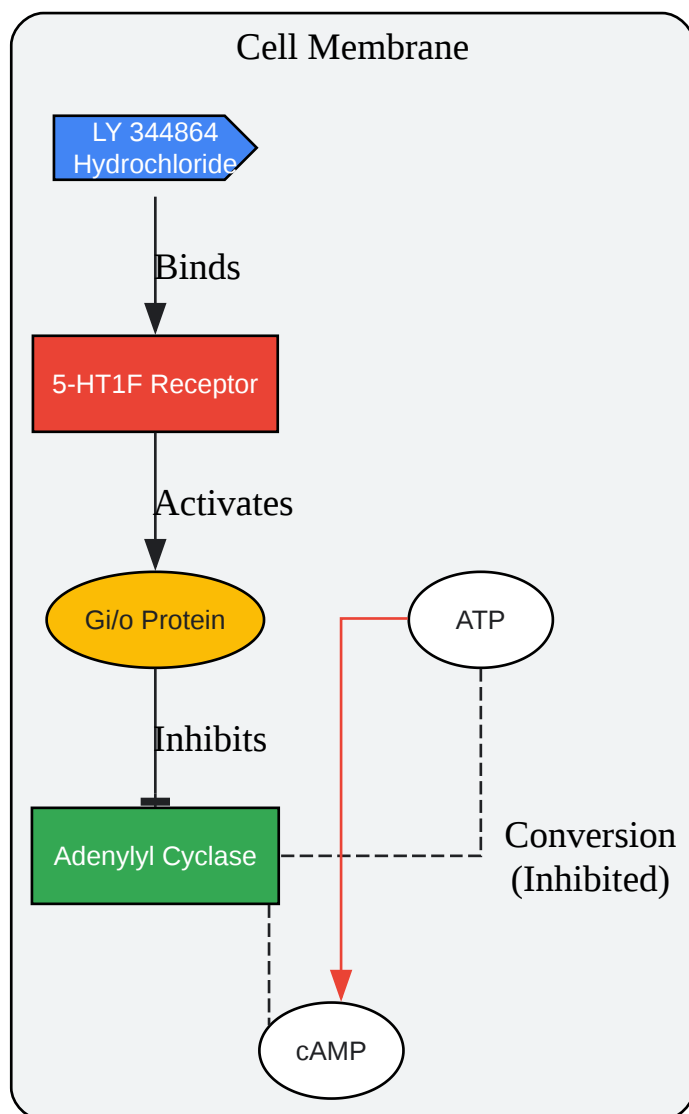 Cell Membrane
LY 344864
Hydrochloride
Binds
5-HT1F Receptor
Activates
Gi/o Protein
ATP
Inhibits
Adenylyl Cyclase
Conversion
(Inhibited)
cAMP